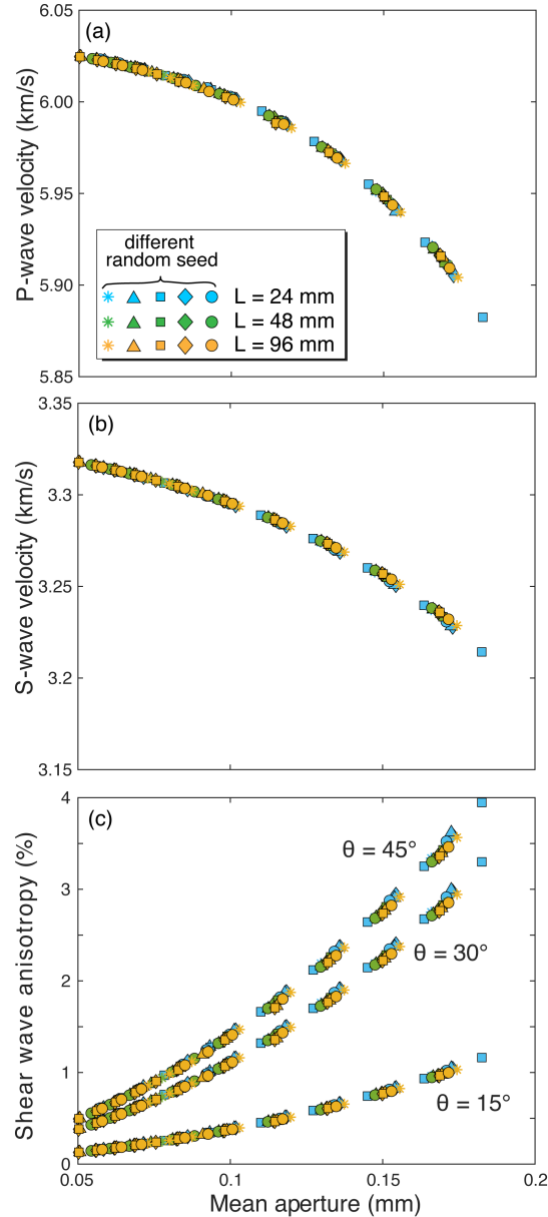 6.05
(a)
6.00
5.95
5.90
5.85
P-wave velocity (km/s)
different
random seed
L = 24 mm
L = 48 mm
L = 96 mm
3.35
(b)
3.3
3.25
3.2
3.15
S-wave velocity (km/s)
4
(c)
3
2
1
0
Shear wave anisotropy (%)
θ = 45°
θ = 30°
θ = 15°
0.05 0.1 0.15 0.2
Mean aperture (mm)